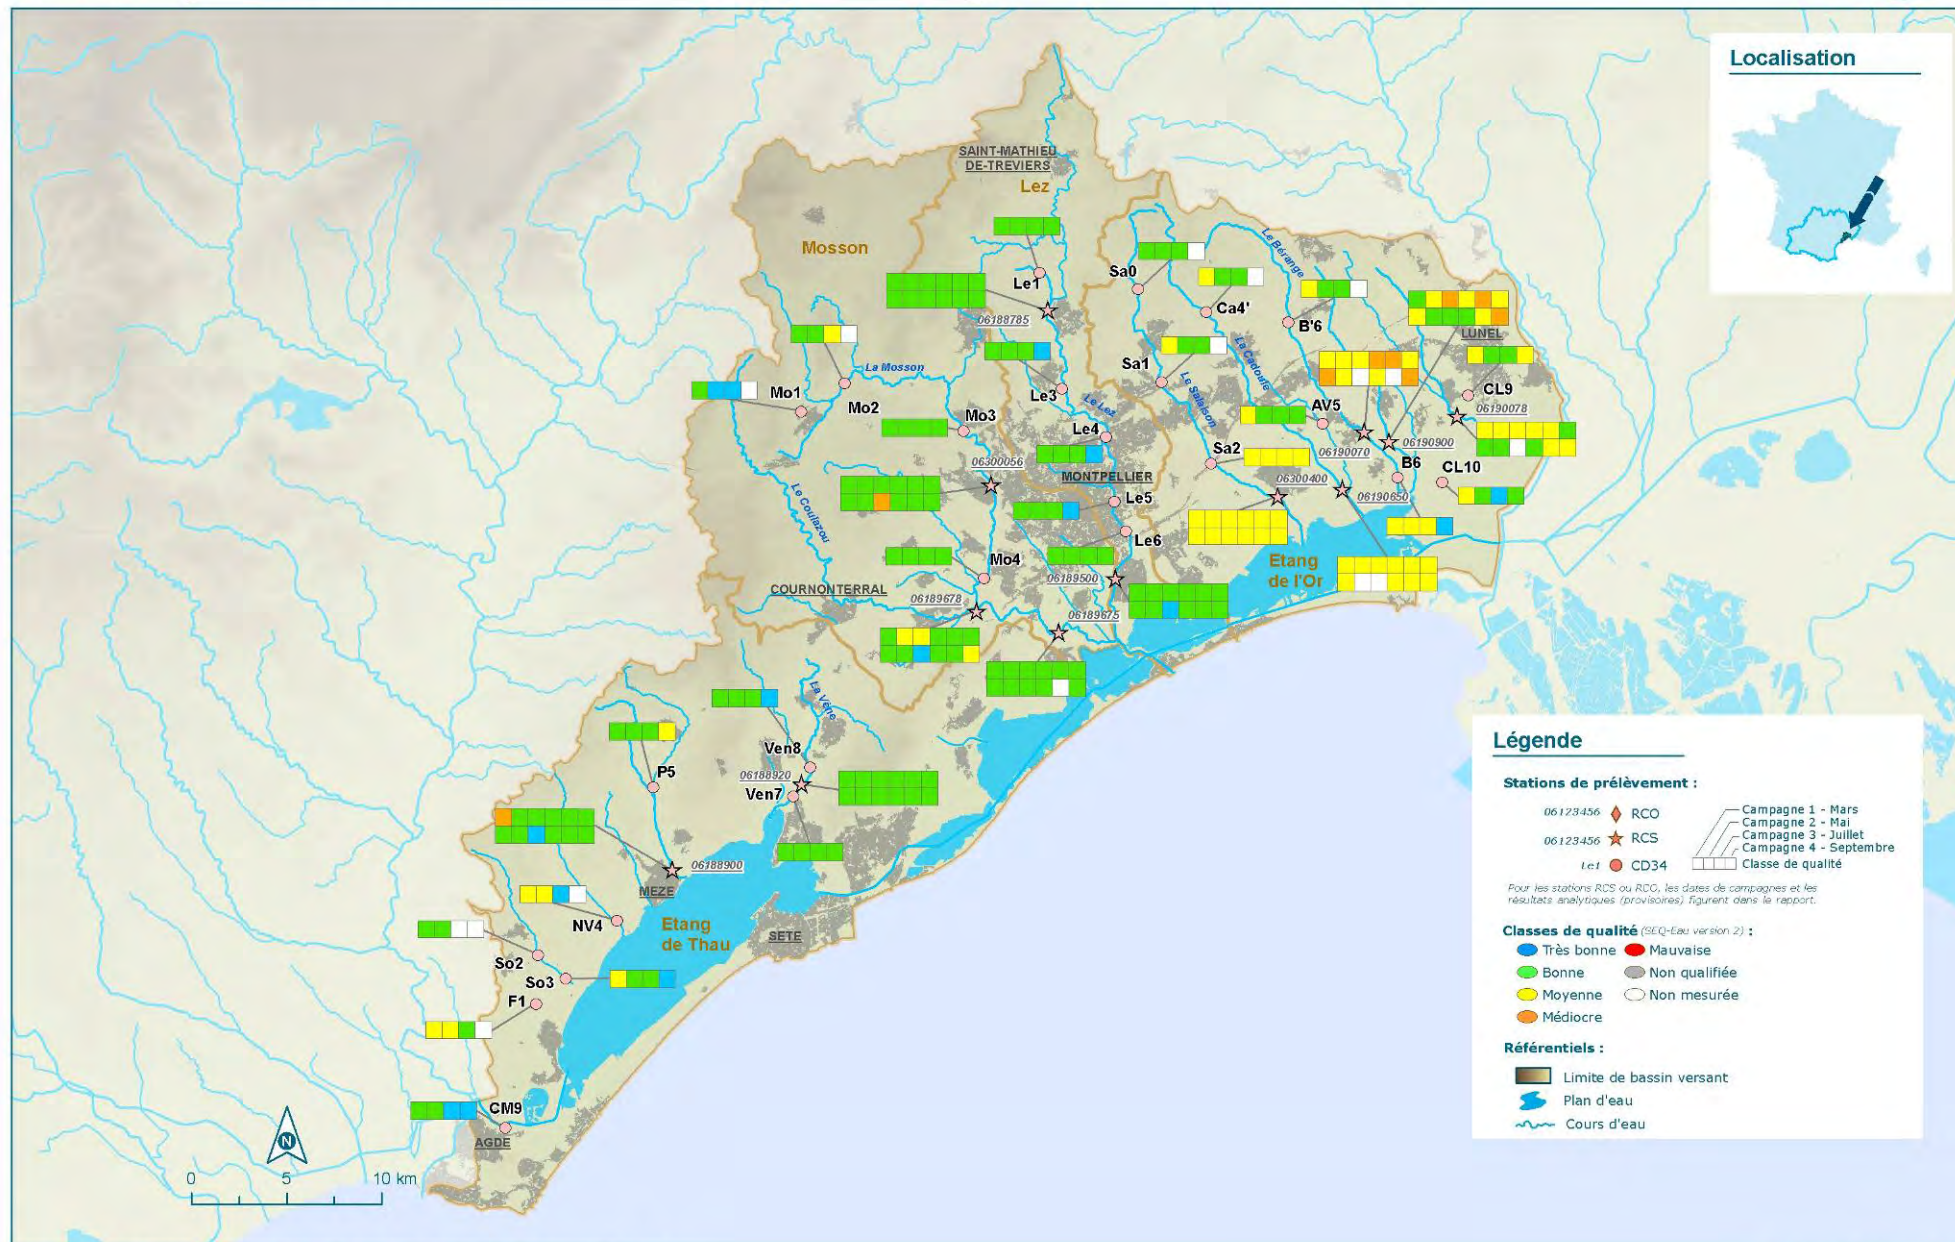 Localisation
SAINT-MATHIEU
DE-TREVIERS
Lez
Mosson
Le1
06188785
Sa0
Le Bérange
Ca4'
B'6
LUNEL
La Mosson
Mo1
Mo2
Mo3
Le3
Le Lez
Le4
Sa1
Le Salaison
La Cadoule
AV5
CL9
06190078
06190900
06190070
Sa2
B6
CL10
06300056
MONTPELLIER
06300400
06190650
Le Coulazou
Le5
Le6
Mo4
Etang
de l'Or
COURNONTERRAL
06189678
06189500
06189675
La Vène
Ven8
P5
06188920
Ven7
06188900
MEZE
NV4
Etang
de Thau
SETE
So2
So3
F1
CM9
AGDE
N
0 5 10 km
Légende
Stations de prélèvement :
06123456 RCO
06123456 RCS
Le1 CD34
Campagne 1 - Mars
Campagne 2 - Mai
Campagne 3 - Juillet
Campagne 4 - Septembre
Classe de qualité
Pour les stations RCS ou RCO, les dates de campagnes et les
résultats analytiques (provisoires) figurent dans le rapport.
Classes de qualité (SEQ-Eau version 2) :
Très bonne Mauvaise
Bonne Non qualifiée
Moyenne Non mesurée
Médiocre
Référentiels :
Limite de bassin versant
Plan d'eau
Cours d'eau